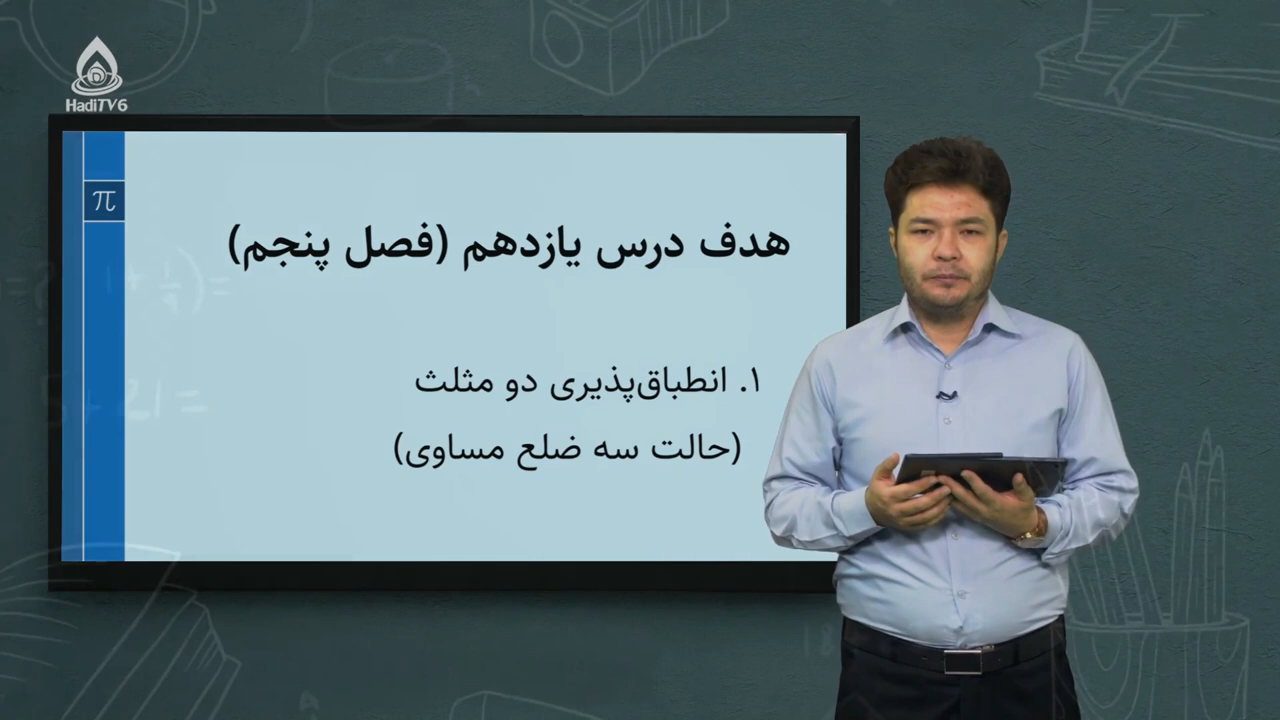 HadiTV6
π
هدف درس یازدهم (فصل پنجم)
۱. انطباق‌پذیری دو مثلث
(حالت سه ضلع مساوی)